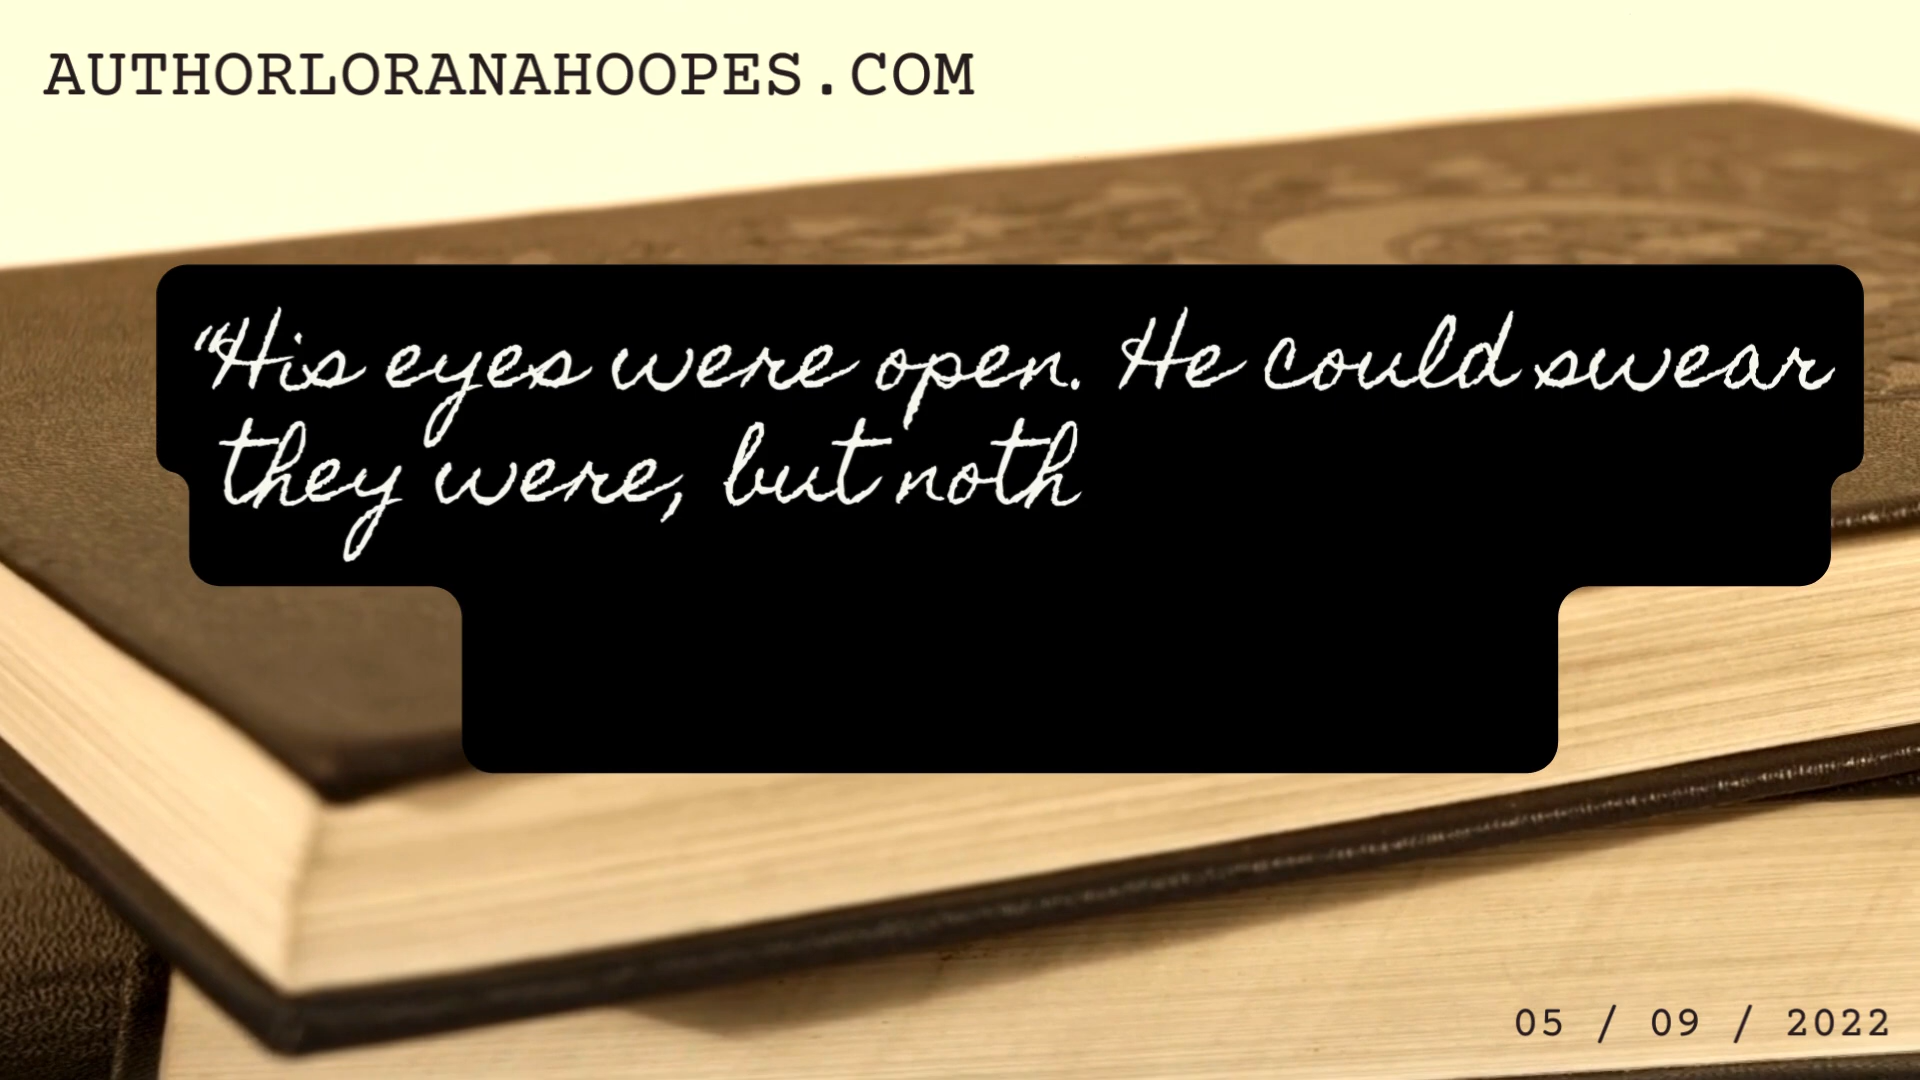 AUTHORLORANAHOOPES.COM
“His eyes were open. He could swear
they were, but noth
05 / 09 / 2022